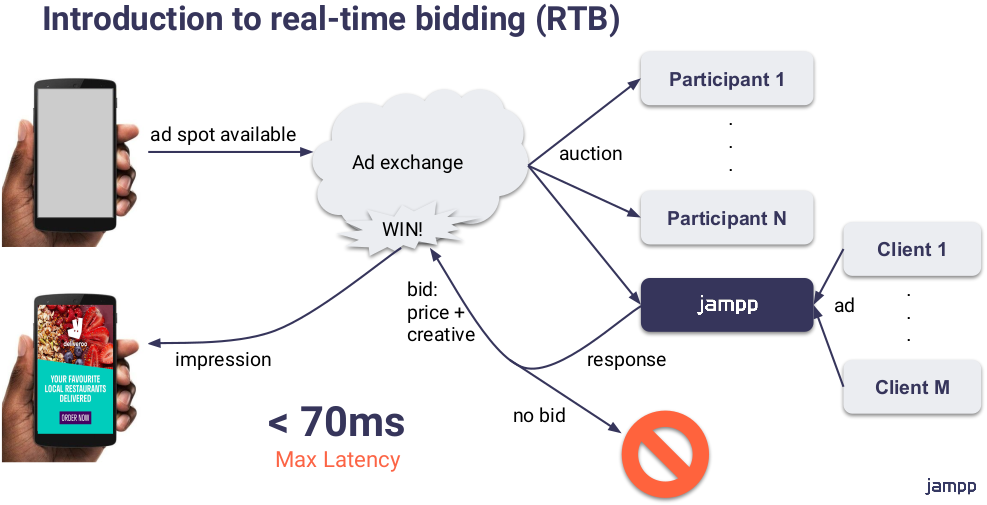 Introduction to real-time bidding (RTB)
Participant 1
ad spot available
auction
Ad exchange
.
.
.
Participant N
WIN!
Client 1
bid:
price +
creative
jampp
ad
.
.
.
deliveroo
impression
response
YOUR FAVOURITE
LOCAL RESTAURANTS
DELIVERED
ORDER NOW
Client M
< 70ms
Max Latency
no bid
jampp